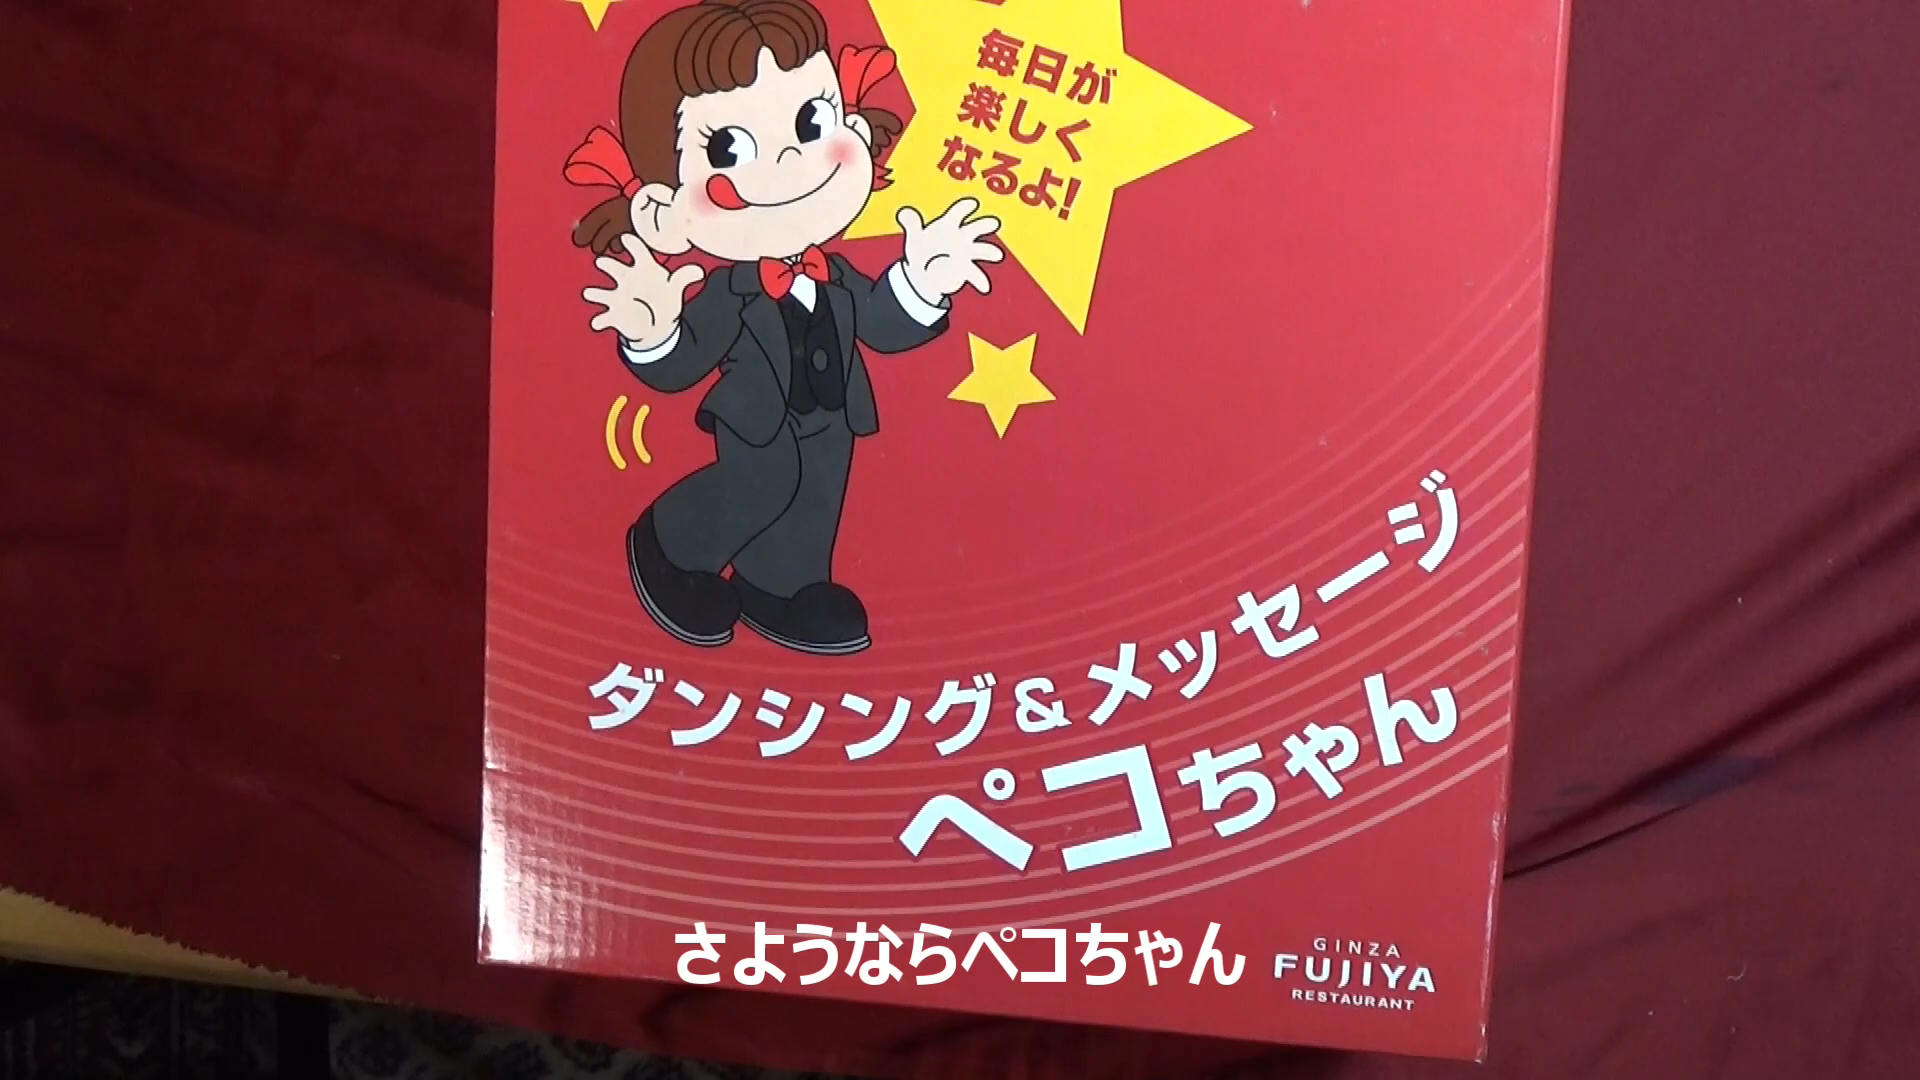 毎日が
楽しく
なるよ!
ダンシング&メッセージ
ペコちゃん
さようならペコちゃん
GINZA
FUJIYA
RESTAURANT